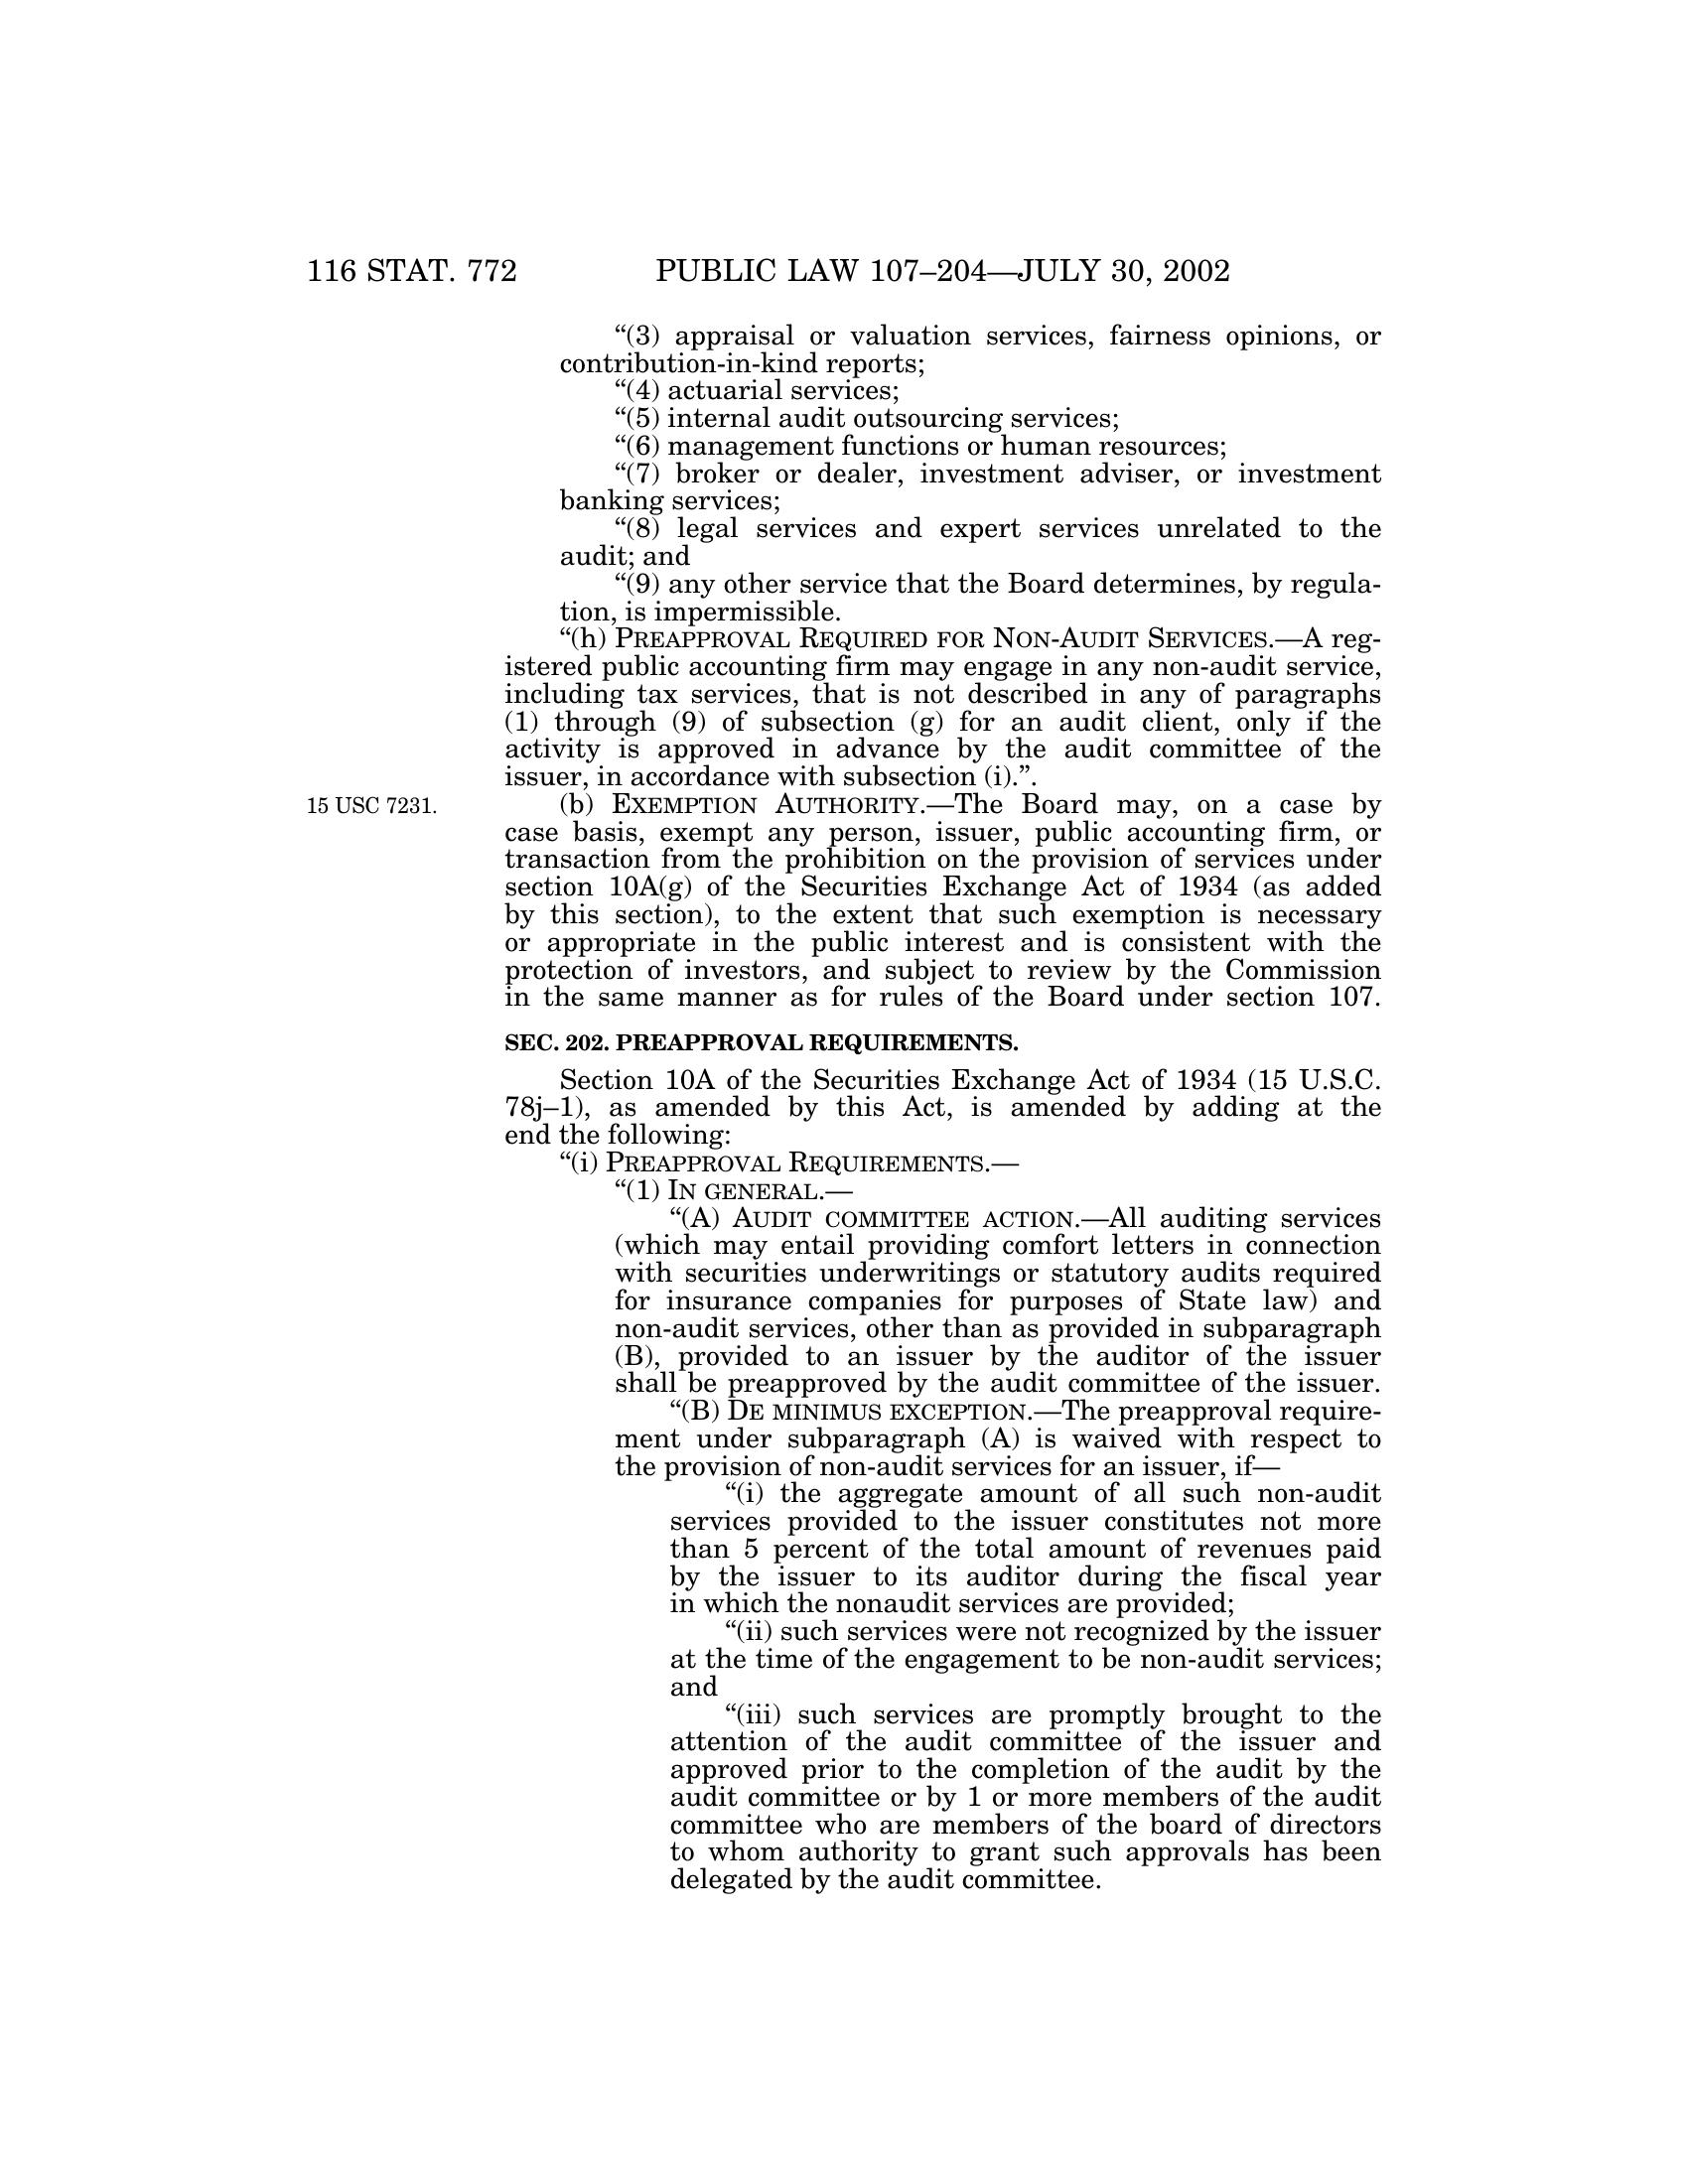 116 STAT. 772
PUBLIC LAW 107–204—JULY 30, 2002
“(3) appraisal or valuation services, fairness opinions, or
contribution-in-kind reports;
“(4) actuarial services;
“(5) internal audit outsourcing services;
“(6) management functions or human resources;
“(7) broker or dealer, investment adviser, or investment
banking services;
“(8) legal services and expert services unrelated to the
audit; and
“(9) any other service that the Board determines, by regula-
tion, is impermissible.
“(h) PREAPPROVAL REQUIRED FOR NON-AUDIT SERVICES.—A reg-
istered public accounting firm may engage in any non-audit service,
including tax services, that is not described in any of paragraphs
(1) through (9) of subsection (g) for an audit client, only if the
activity is approved in advance by the audit committee of the
issuer, in accordance with subsection (i).”.
15 USC 7231.
(b) EXEMPTION AUTHORITY.—The Board may, on a case by
case basis, exempt any person, issuer, public accounting firm, or
transaction from the prohibition on the provision of services under
section 10A(g) of the Securities Exchange Act of 1934 (as added
by this section), to the extent that such exemption is necessary
or appropriate in the public interest and is consistent with the
protection of investors, and subject to review by the Commission
in the same manner as for rules of the Board under section 107.
SEC. 202. PREAPPROVAL REQUIREMENTS.
Section 10A of the Securities Exchange Act of 1934 (15 U.S.C.
78j–1), as amended by this Act, is amended by adding at the
end the following:
“(i) PREAPPROVAL REQUIREMENTS.—
“(1) IN GENERAL.—
“(A) AUDIT COMMITTEE ACTION.—All auditing services
(which may entail providing comfort letters in connection
with securities underwritings or statutory audits required
for insurance companies for purposes of State law) and
non-audit services, other than as provided in subparagraph
(B), provided to an issuer by the auditor of the issuer
shall be preapproved by the audit committee of the issuer.
“(B) DE MINIMUS EXCEPTION.—The preapproval require-
ment under subparagraph (A) is waived with respect to
the provision of non-audit services for an issuer, if—
“(i) the aggregate amount of all such non-audit
services provided to the issuer constitutes not more
than 5 percent of the total amount of revenues paid
by the issuer to its auditor during the fiscal year
in which the nonaudit services are provided;
“(ii) such services were not recognized by the issuer
at the time of the engagement to be non-audit services;
and
“(iii) such services are promptly brought to the
attention of the audit committee of the issuer and
approved prior to the completion of the audit by the
audit committee or by 1 or more members of the audit
committee who are members of the board of directors
to whom authority to grant such approvals has been
delegated by the audit committee.